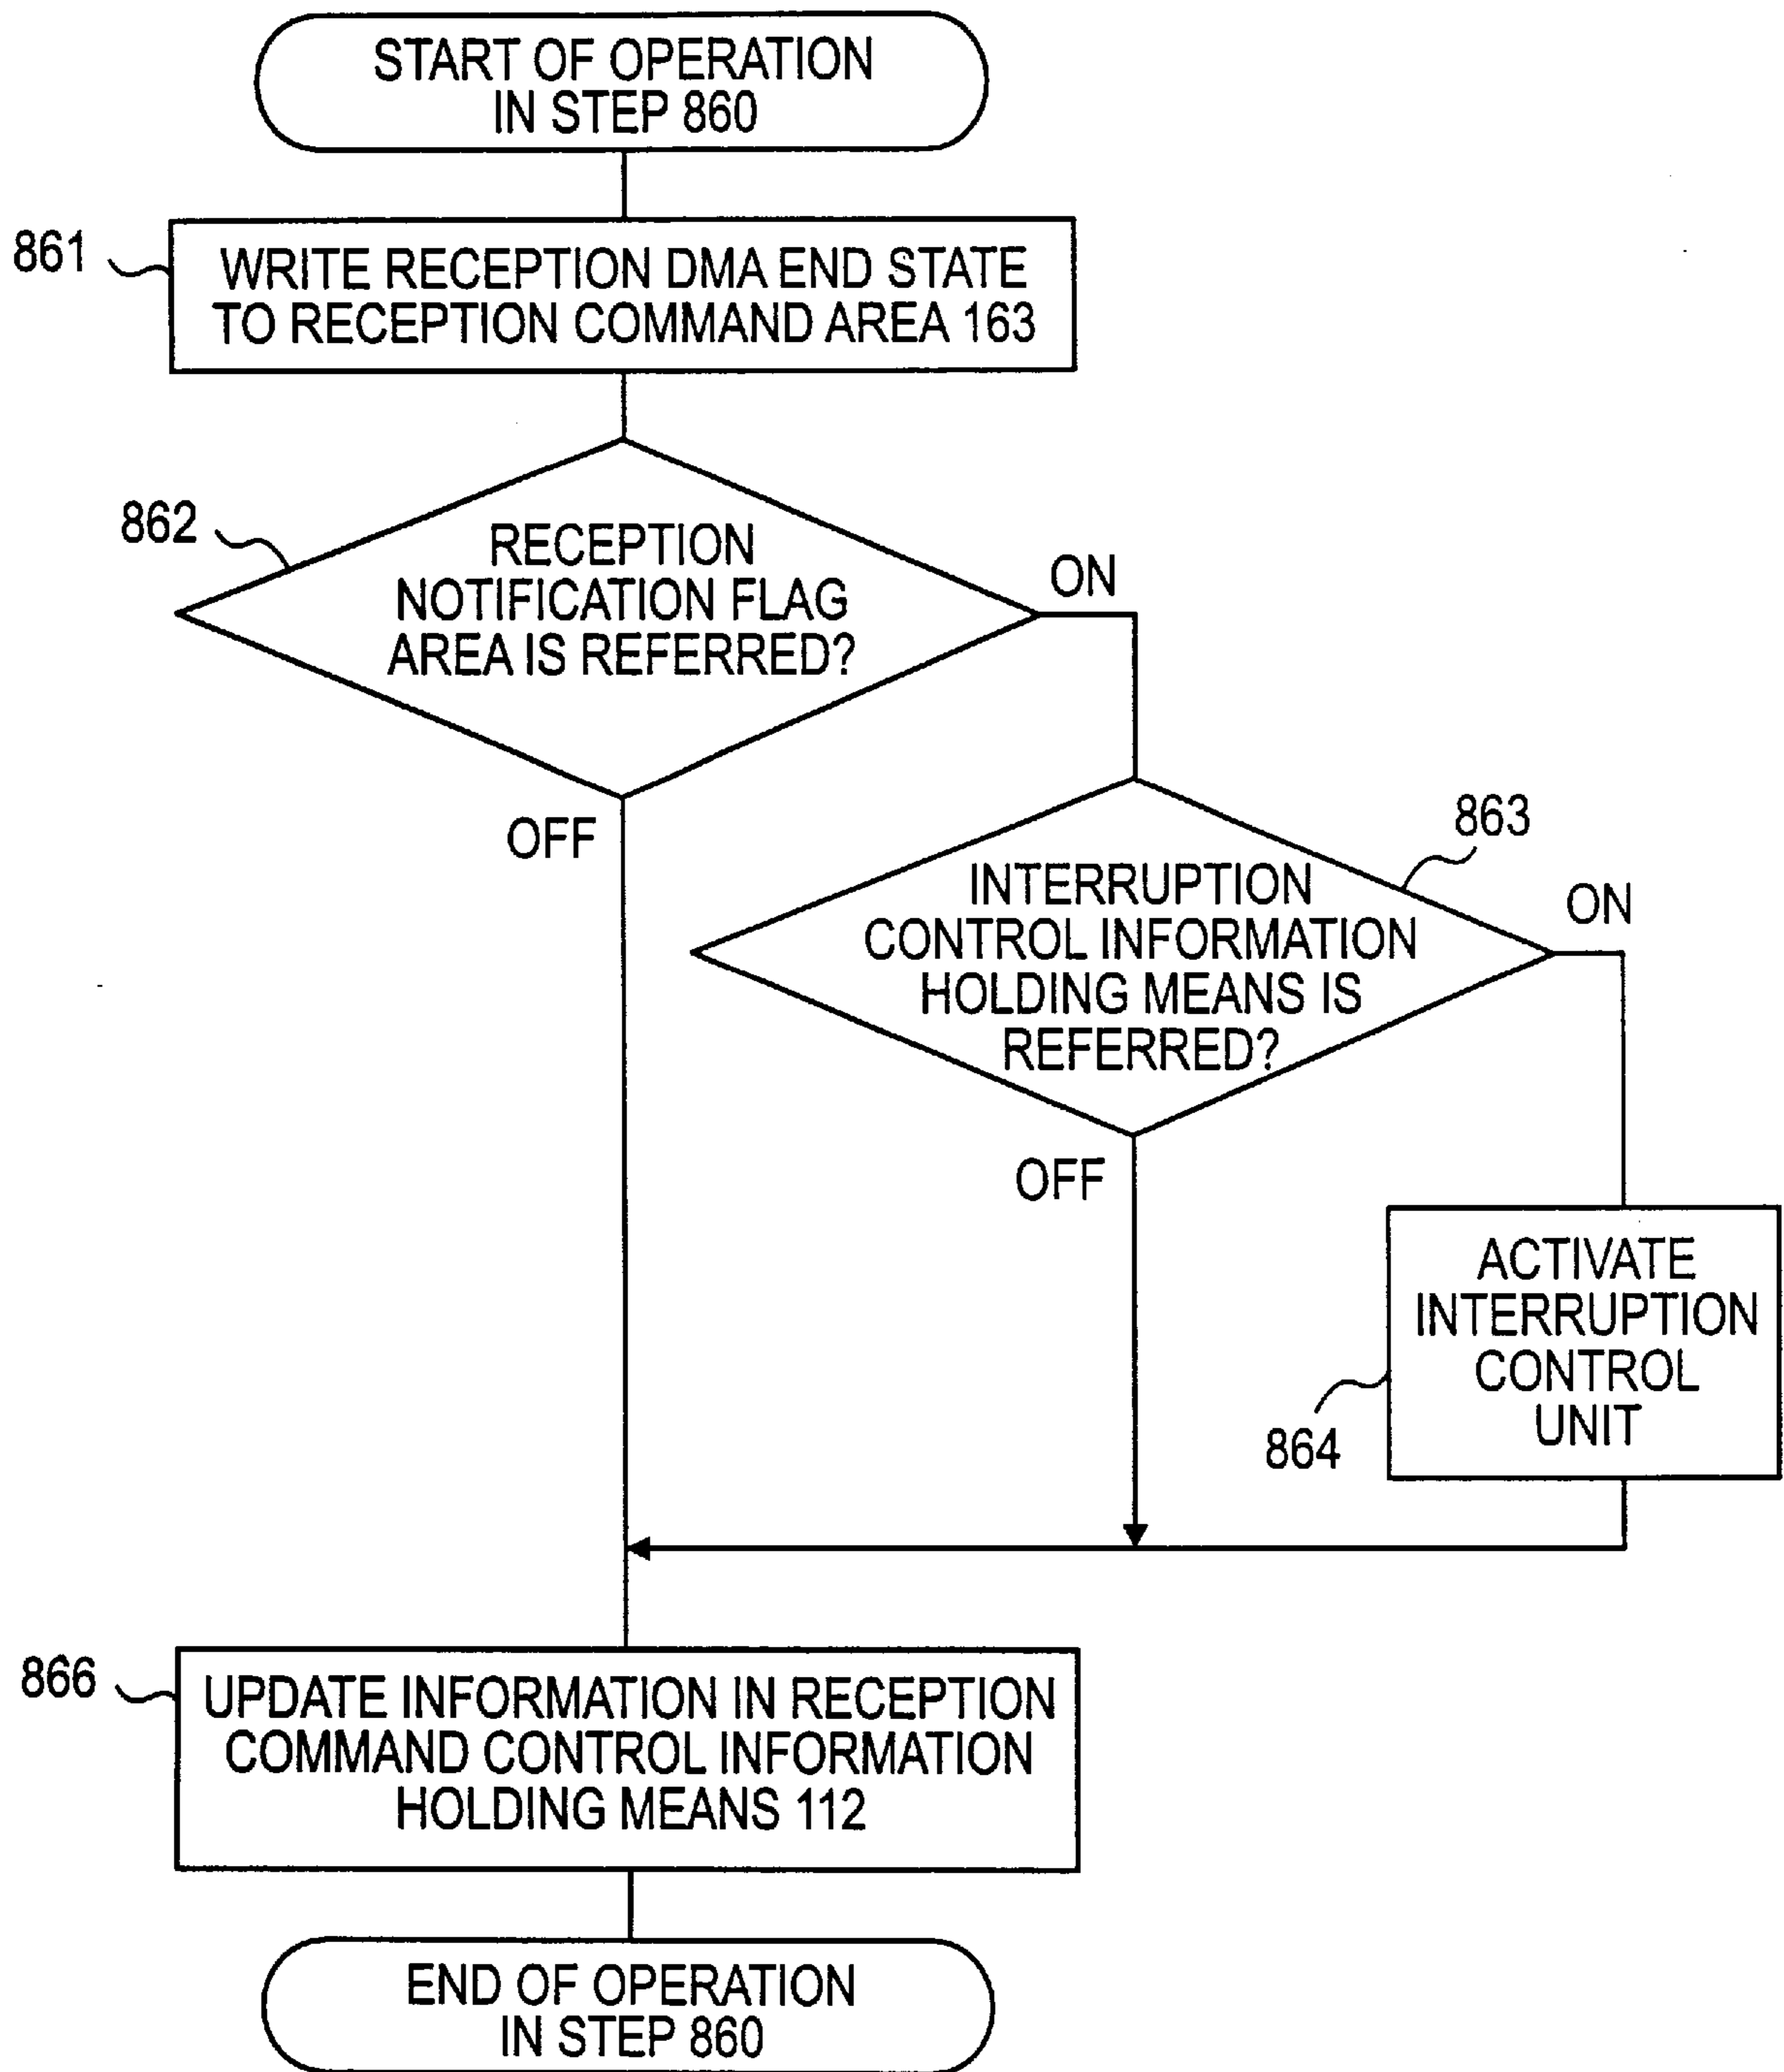 START OF OPERATION
IN STEP 860
861
WRITE RECEPTION DMA END STATE
TO RECEPTION COMMAND AREA 163
862
RECEPTION
NOTIFICATION FLAG
AREA IS REFERRED?
ON
OFF
863
INTERRUPTION
CONTROL INFORMATION
HOLDING MEANS IS
REFERRED?
ON
OFF
864
ACTIVATE
INTERRUPTION
CONTROL
UNIT
866
UPDATE INFORMATION IN RECEPTION
COMMAND CONTROL INFORMATION
HOLDING MEANS 112
END OF OPERATION
IN STEP 860